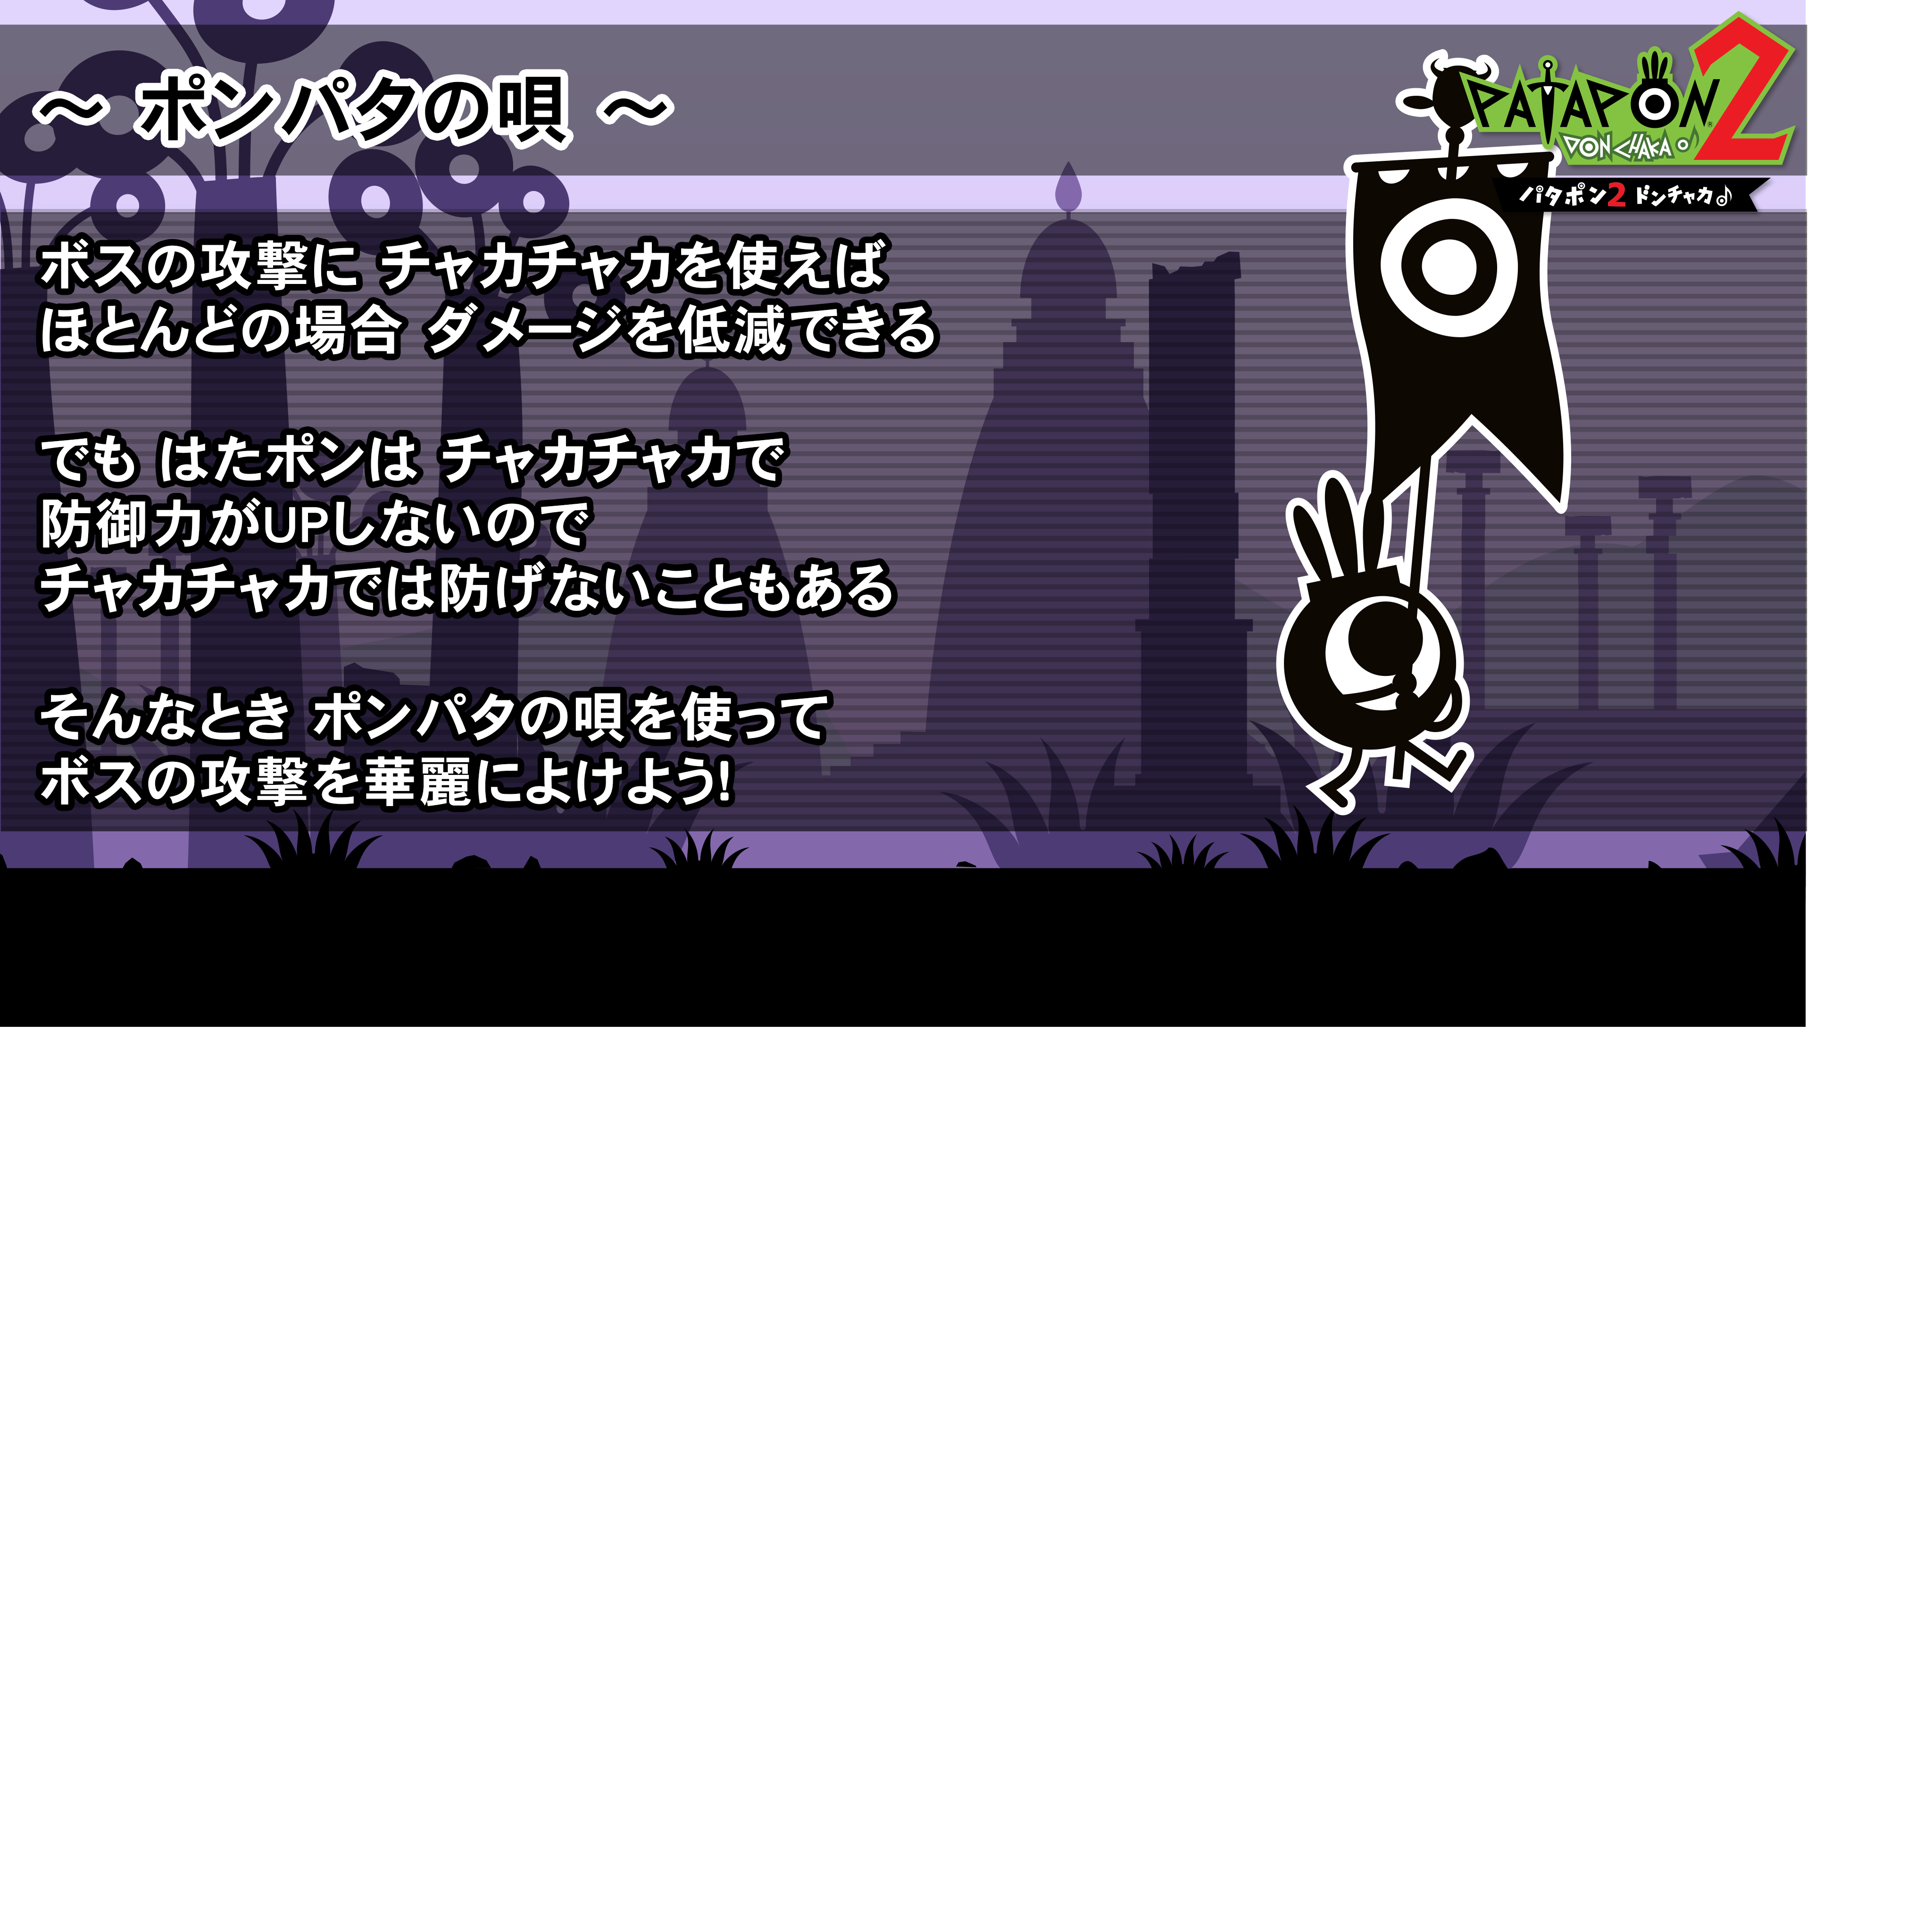 ～ ポンパタの唄 ～
PATAPON 2
DON CHAKA♪
パタポン2 ドンチャカ♪
ボスの攻撃に チャカチャカを使えば
ほとんどの場合 ダメージを低減できる
でも はたポンは チャカチャカで
防御力がUPしないので
チャカチャカでは防げないこともある
そんなとき ポンパタの唄を使って
ボスの攻撃を華麗によけよう!